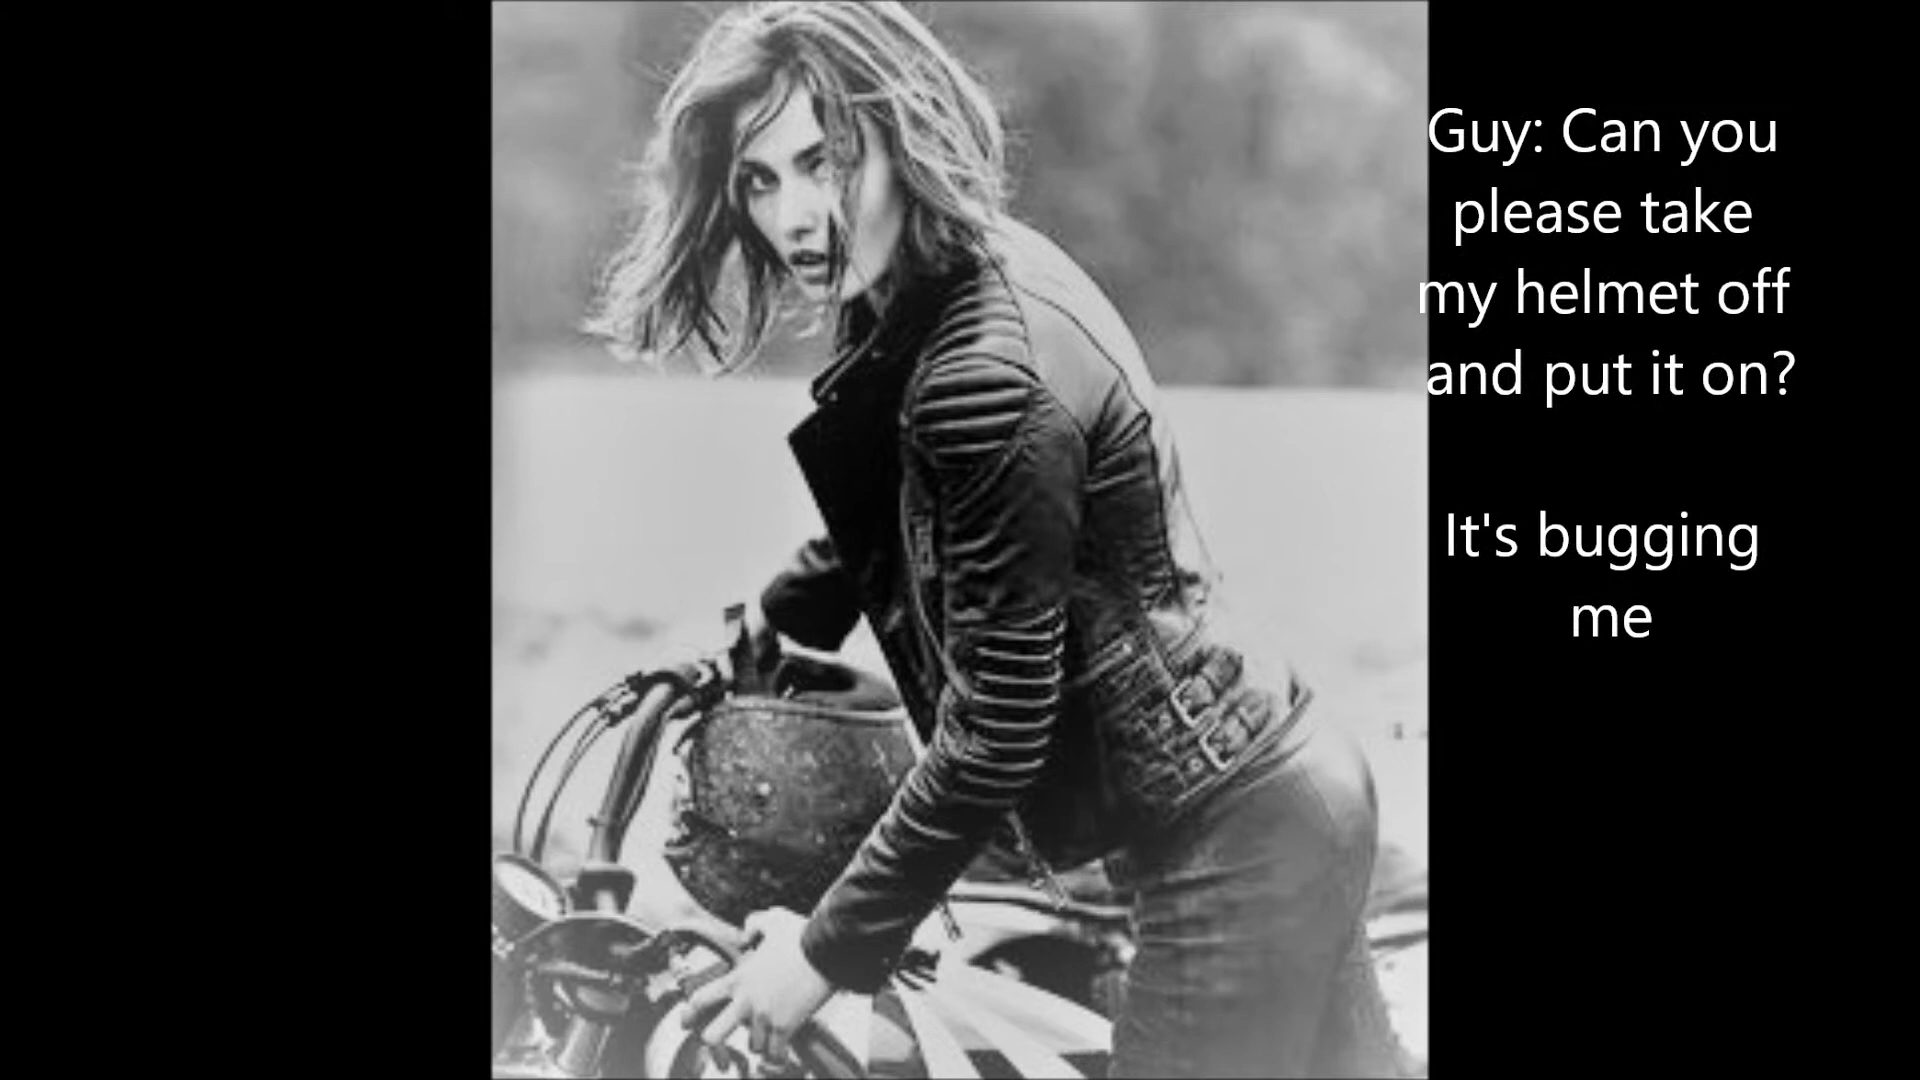 Guy: Can you
please take
my helmet off
and put it on?
It's bugging
me